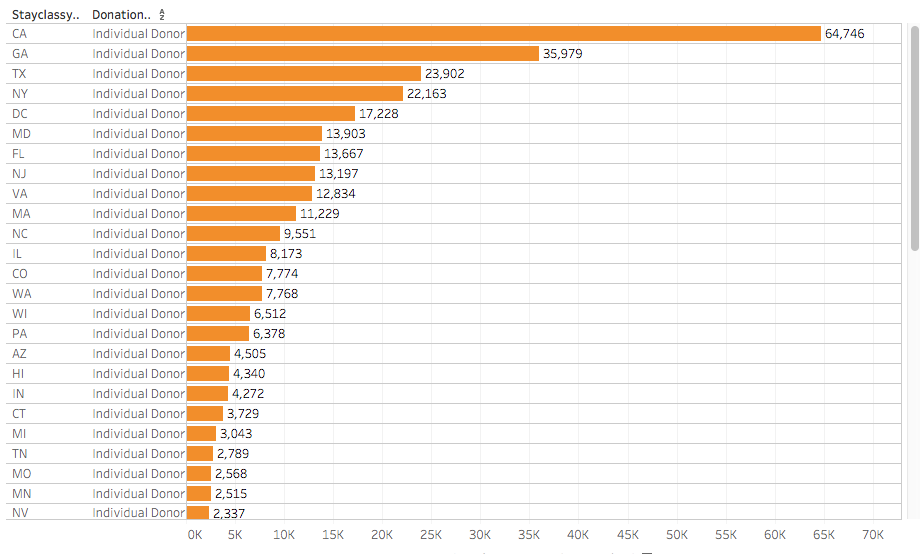 Stayclassy.. Donation..
CA Individual Donor 64,746
GA Individual Donor 35,979
TX Individual Donor 23,902
NY Individual Donor 22,163
DC Individual Donor 17,228
MD Individual Donor 13,903
FL Individual Donor 13,667
NJ Individual Donor 13,197
VA Individual Donor 12,834
MA Individual Donor 11,229
NC Individual Donor 9,551
IL Individual Donor 8,173
CO Individual Donor 7,774
WA Individual Donor 7,768
WI Individual Donor 6,512
PA Individual Donor 6,378
AZ Individual Donor 4,505
HI Individual Donor 4,340
IN Individual Donor 4,272
CT Individual Donor 3,729
MI Individual Donor 3,043
TN Individual Donor 2,789
MO Individual Donor 2,568
MN Individual Donor 2,515
NV Individual Donor 2,337
0K 5K 10K 15K 20K 25K 30K 35K 40K 45K 50K 55K 60K 65K 70K